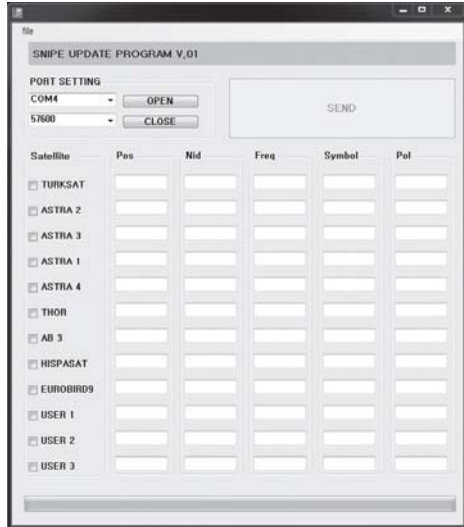 file
SNIPE UPDATE PROGRAM V,01
PORT SETTING
COM4 OPEN
57600 CLOSE
SEND
Satellite Pos Nid Freq Symbol Pol
TURKSAT
ASTRA 2
ASTRA 3
ASTRA 1
ASTRA 4
THOR
AB 3
HISPASAT
EUROBIRD9
USER 1
USER 2
USER 3